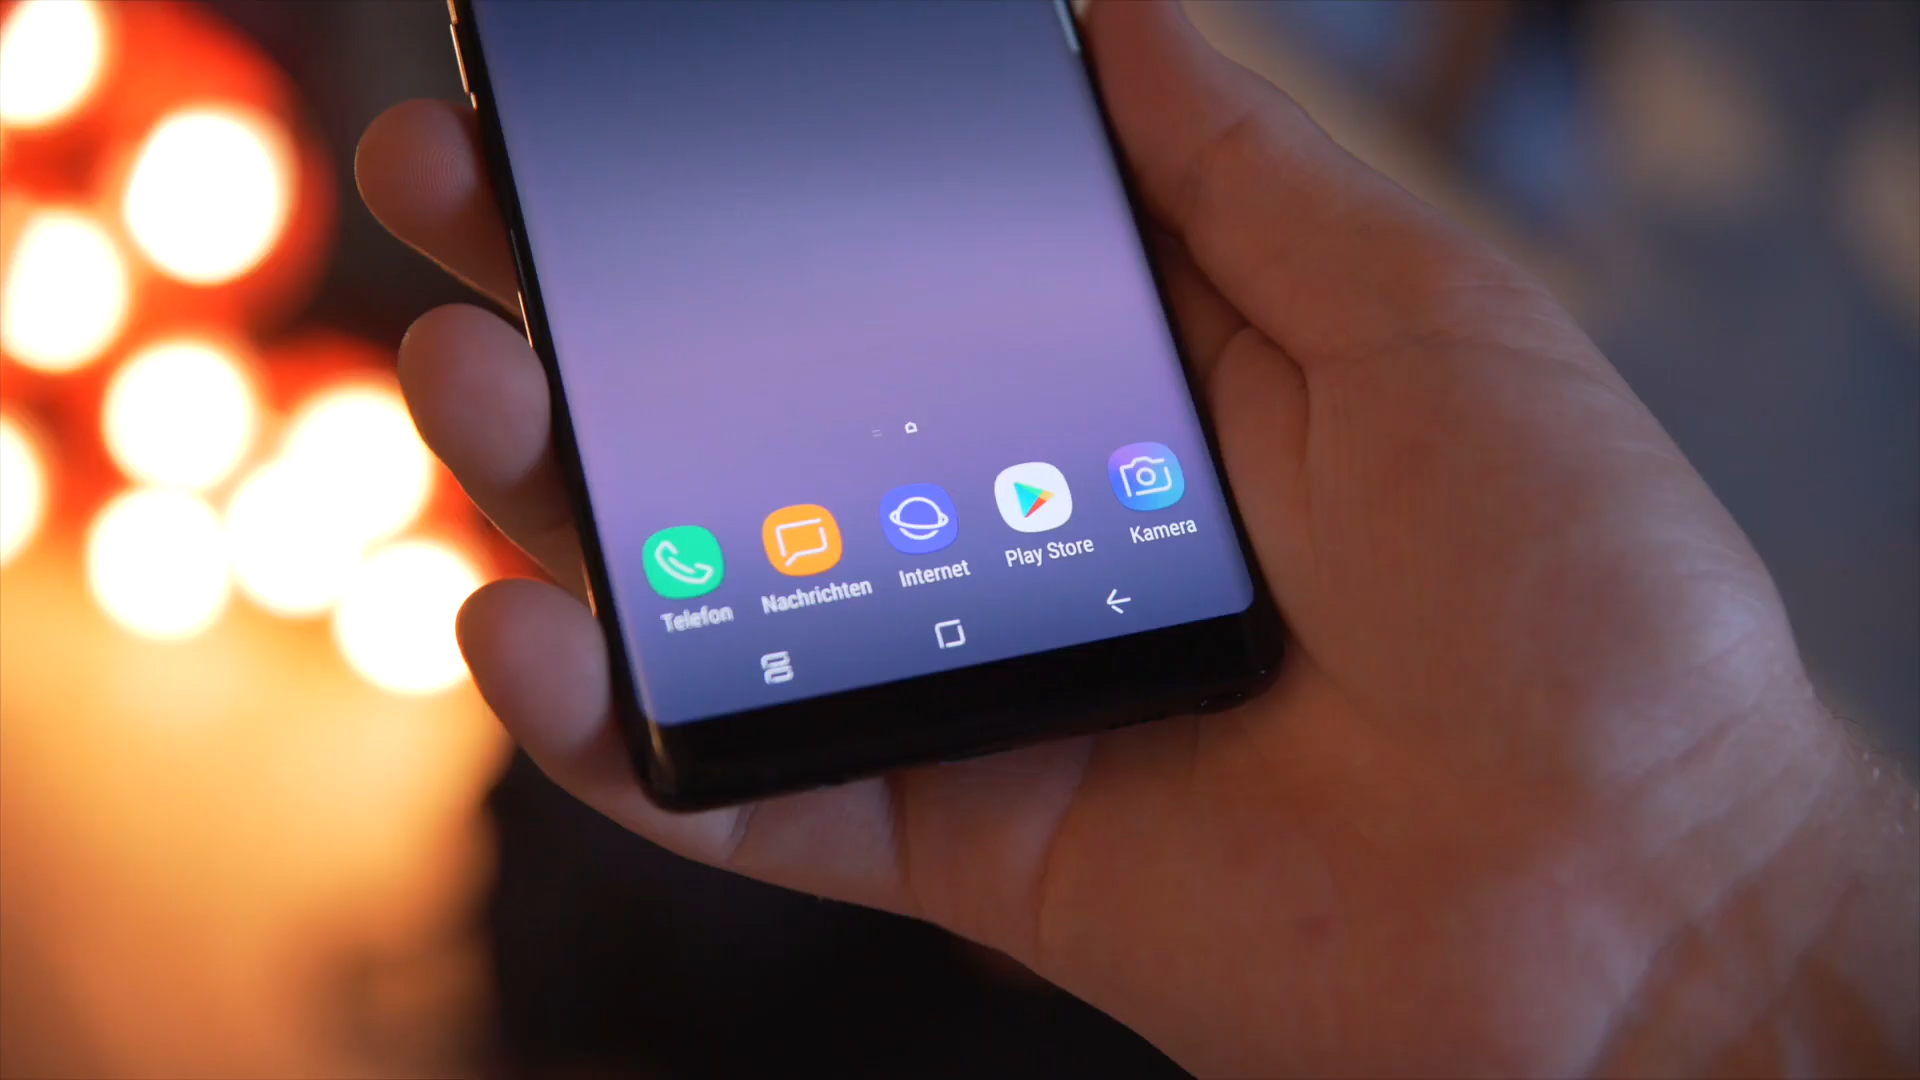 Telefon
Nachrichten
Internet
Play Store
Kamera